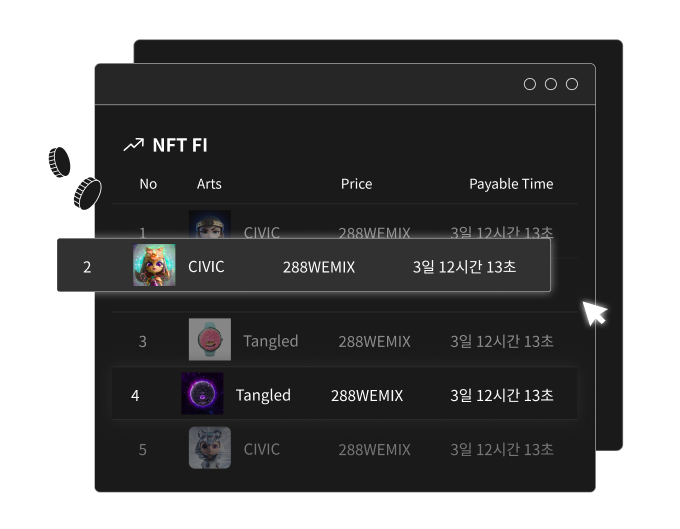 NFT FI
No Arts Price Payable Time
1 CIVIC 288WEMIX 3일 12시간 13초
2 CIVIC 288WEMIX 3일 12시간 13초
3 Tangled 288WEMIX 3일 12시간 13초
4 Tangled 288WEMIX 3일 12시간 13초
5 CIVIC 288WEMIX 3일 12시간 13초